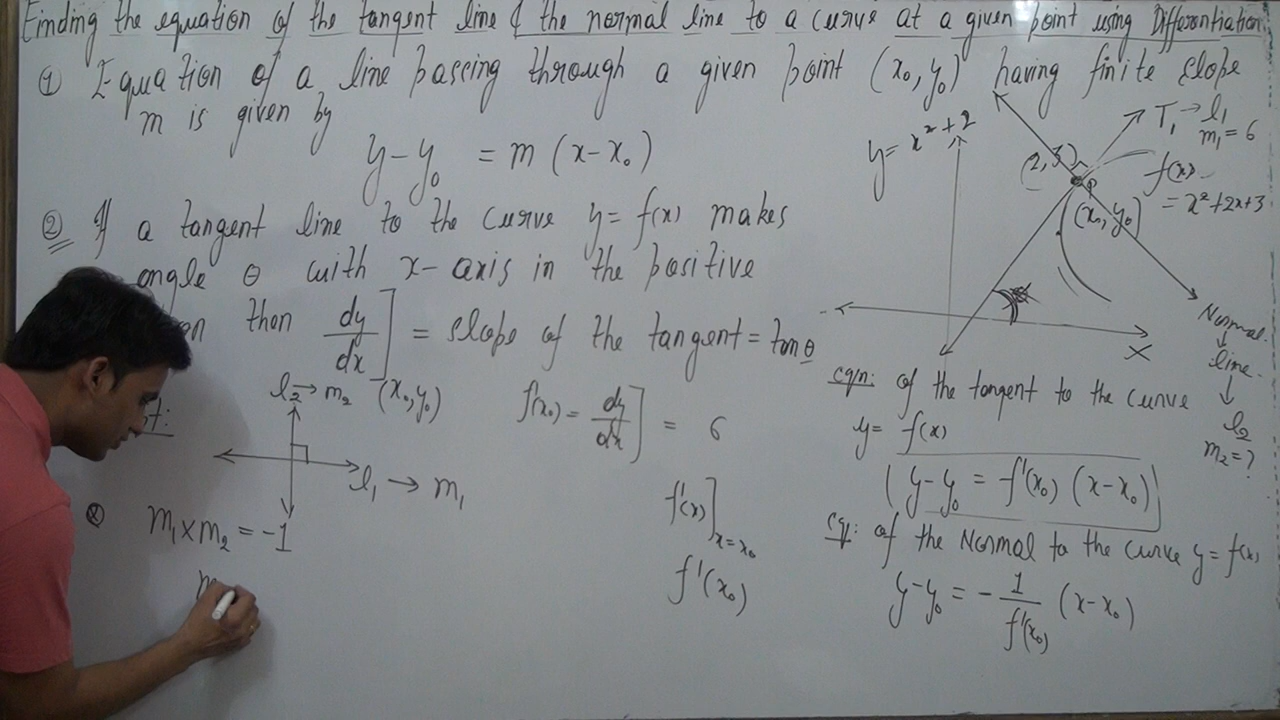 Finding the equation of the tangent line & the normal line to a curve at a given point using Differentiation
① Equation of a line passing through a given point (x₀, y₀) having finite slope
m is given by
y-y₀ = m (x-x₀)
② If a tangent line to the curve y = f(x) makes
angle θ with x-axis in the positive
then dy/dx] = slope of the tangent = tanθ
(x₀, y₀)
l₂ → m₂
l₁ → m₁
m₁ x m₂ = -1
m
f(x₀) = dy/dx] = 6
f'(x)]x=x₀
f'(x₀)
y = x² + 2
T₁ → l₁
m₁ = 6
(2, 3)
P
(x₀, y₀)
f(x)
= x² + 2x + 3
X
Normal
line
↓
l₂
m₂ = ?
eqn: of the tangent to the curve
y = f(x)
y-y₀ = f'(x₀) (x-x₀)
eq: of the Normal to the curve y = f(x)
y-y₀ = - 1/f'(x₀) (x-x₀)